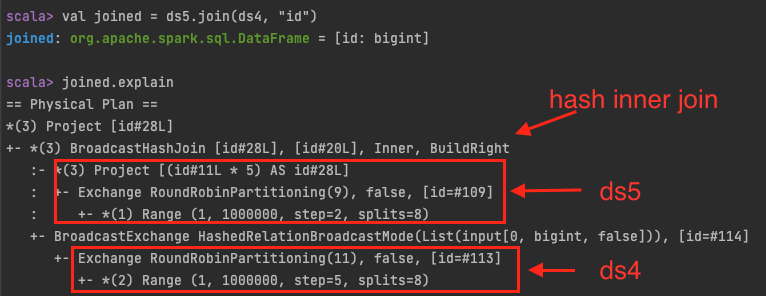 scala> val joined = ds5.join(ds4, "id")
joined: org.apache.spark.sql.DataFrame = [id: bigint]
scala> joined.explain
== Physical Plan ==
*(3) Project [id#28L]
+- *(3) BroadcastHashJoin [id#28L], [id#20L], Inner, BuildRight
   :- *(3) Project [(id#11L * 5) AS id#28L]
   :  +- Exchange RoundRobinPartitioning(9), false, [id=#109]
   :     +- *(1) Range (1, 1000000, step=2, splits=8)
   +- BroadcastExchange HashedRelationBroadcastMode(List(input[0, bigint, false])), [id=#114]
      +- Exchange RoundRobinPartitioning(11), false, [id=#113]
         +- *(2) Range (1, 1000000, step=5, splits=8)
hash inner join
ds5
ds4